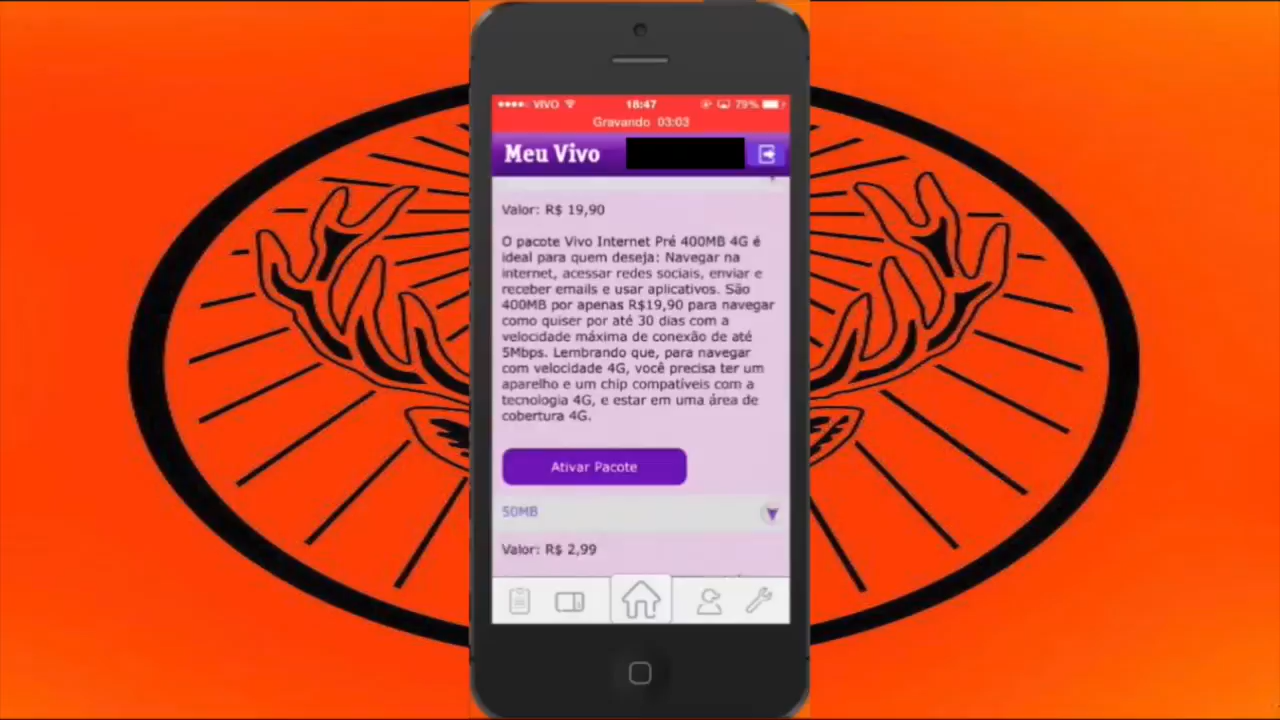 VIVO 18:47 79%
Gravando 03:03
Meu Vivo
Valor: R$ 19,90
O pacote Vivo Internet Pré 400MB 4G é
ideal para quem deseja: Navegar na
internet, acessar redes sociais, enviar e
receber emails e usar aplicativos. São
400MB por apenas R$19,90 para navegar
como quiser por até 30 dias com a
velocidade máxima de conexão de até
5Mbps. Lembrando que, para navegar
com velocidade 4G, você precisa ter um
aparelho e um chip compatíveis com a
tecnologia 4G, e estar em uma área de
cobertura 4G.
Ativar Pacote
50MB
Valor: R$ 2,99